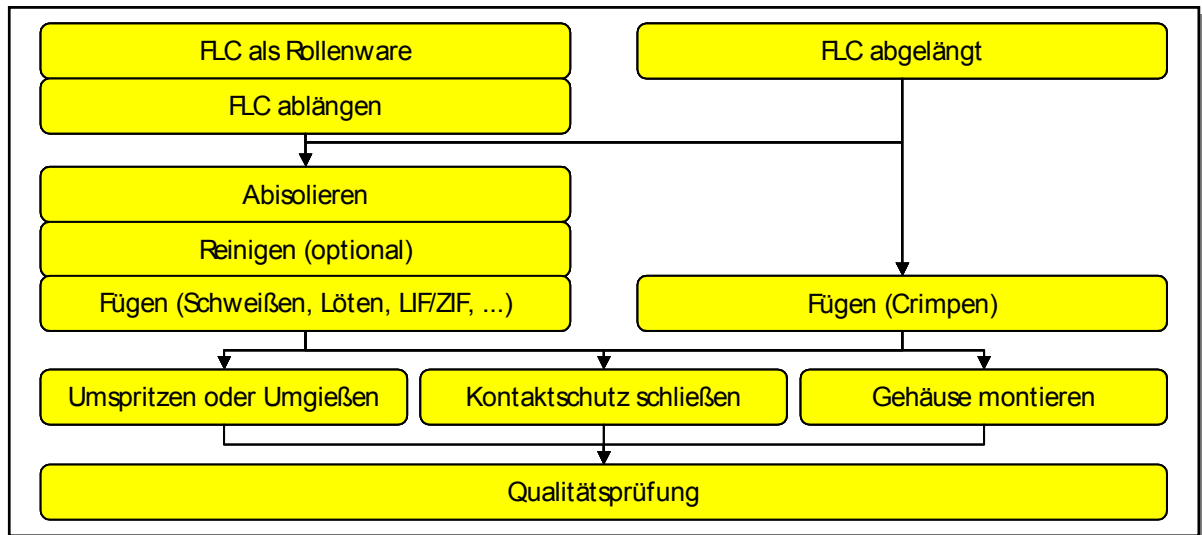 FLC als Rollenware
FLC abgelängt
FLC ablängen
Abisolieren
Reinigen (optional)
Fügen (Schweißen, Löten, LIF/ZIF, ...)
Fügen (Crimpen)
Umspritzen oder Umgießen
Kontaktschutz schließen
Gehäuse montieren
Qualitätsprüfung